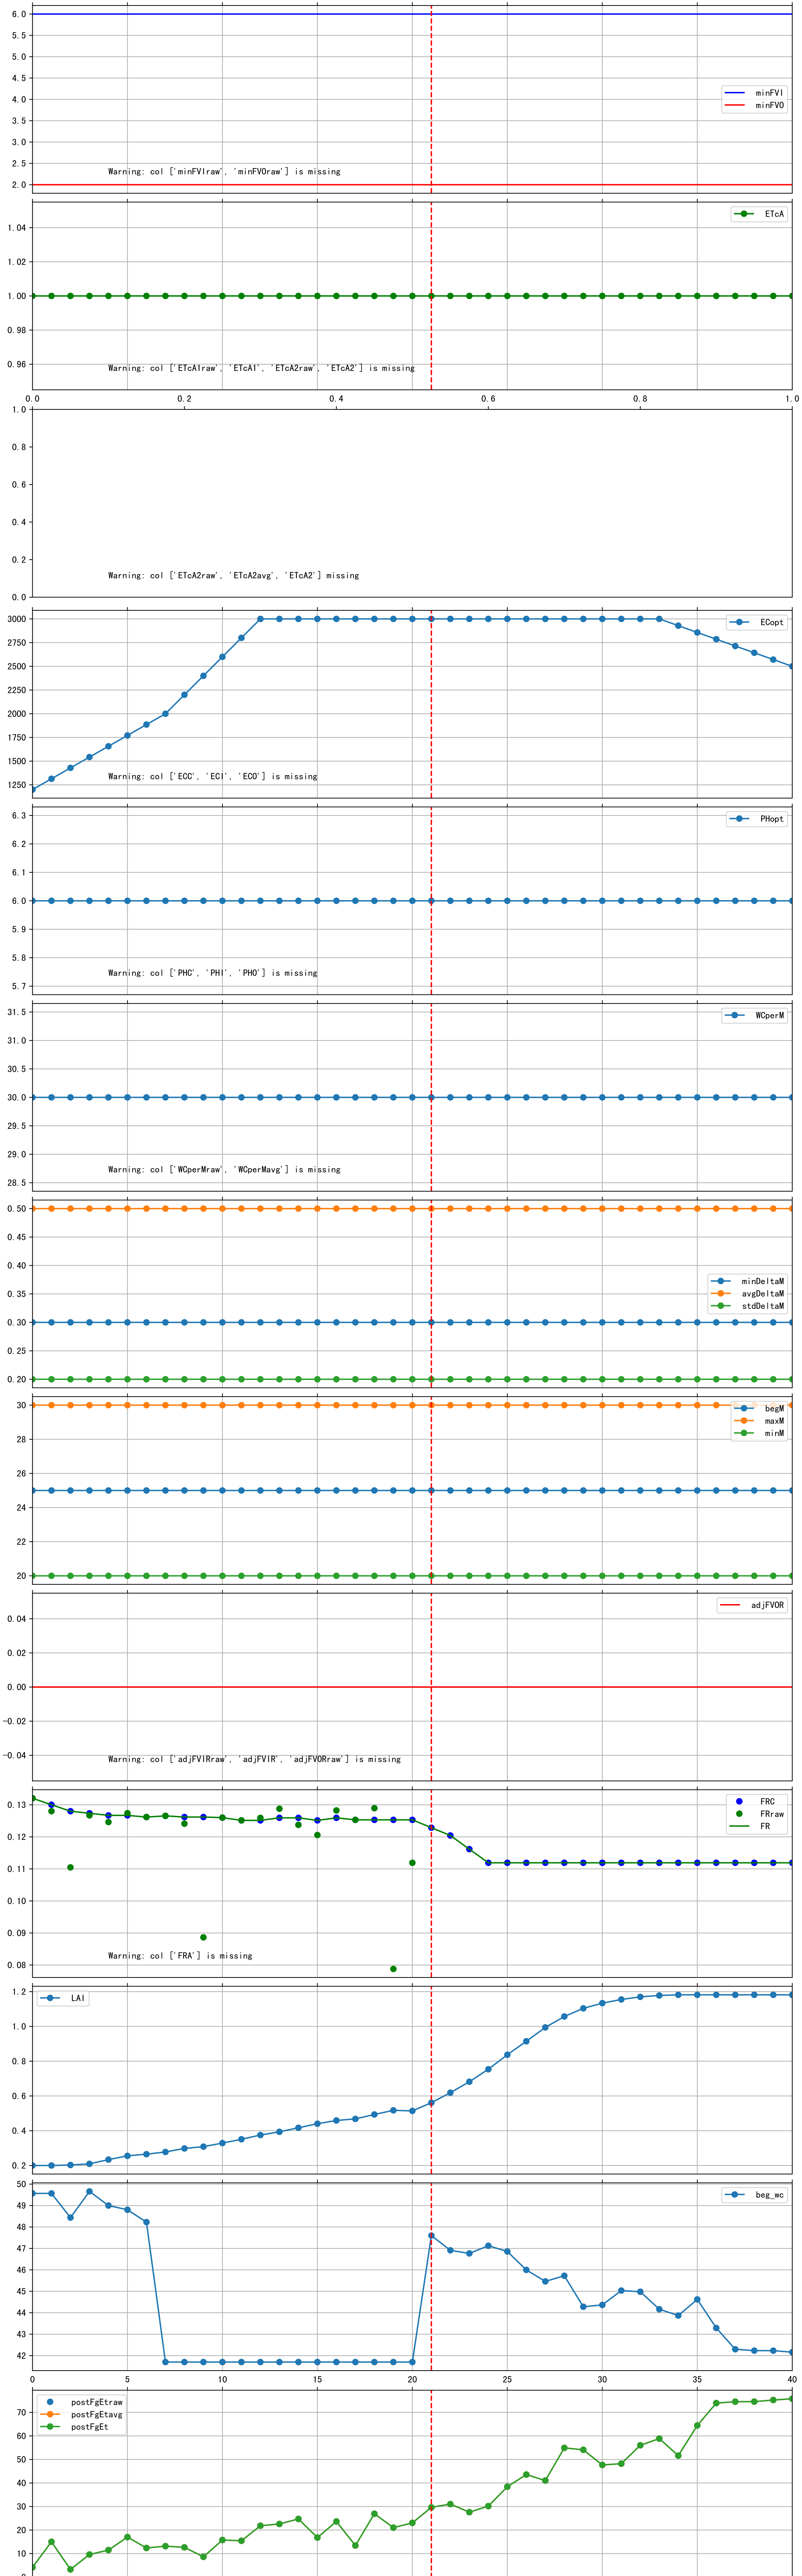 6.0
5.5
5.0
4.5
4.0
3.5
3.0
2.5
2.0
minFVI
minFVO
Warning: col ['minFVIraw', 'minFVOraw'] is missing
1.04
1.02
1.00
0.98
0.96
ETcA
Warning: col ['ETcA1raw', 'ETcA1', 'ETcA2raw', 'ETcA2'] is missing
0.0 0.2 0.4 0.6 0.8 1.0
1.0
0.8
0.6
0.4
0.2
0.0
Warning: col ['ETcA2raw', 'ETcA2avg', 'ETcA2'] missing
3000
2750
2500
2250
2000
1750
1500
1250
ECopt
Warning: col ['ECC', 'ECI', 'ECO'] is missing
6.3
6.2
6.1
6.0
5.9
5.8
5.7
PHopt
Warning: col ['PHC', 'PHI', 'PHO'] is missing
31.5
31.0
30.5
30.0
29.5
29.0
28.5
WCperM
Warning: col ['WCperMraw', 'WCperMavg'] is missing
0.50
0.45
0.40
0.35
0.30
0.25
0.20
minDeltaM
avgDeltaM
stdDeltaM
30
28
26
24
22
20
begM
maxM
minM
0.04
0.02
0.00
−0.02
−0.04
adjFVOR
Warning: col ['adjFVIRraw', 'adjFVIR', 'adjFVORraw'] is missing
0.13
0.12
0.11
0.10
0.09
0.08
FRC
FRraw
FR
Warning: col ['FRA'] is missing
1.2
1.0
0.8
0.6
0.4
0.2
LAI
50
49
48
47
46
45
44
43
42
beg_wc
0 5 10 15 20 25 30 35 40
70
60
50
40
30
20
10
postFgEtraw
postFgEtavg
postFgEt